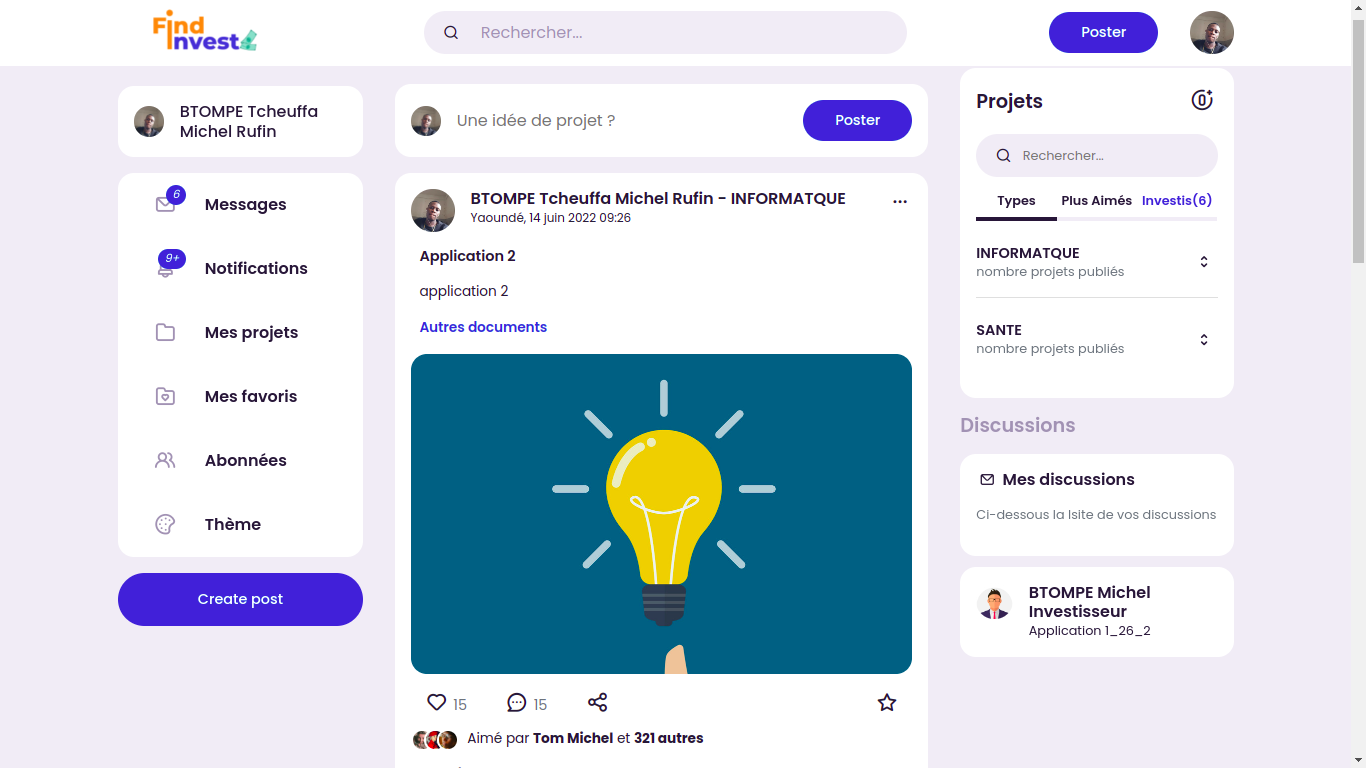 Find
Invest
Rechercher...
Poster
BTOMPE Tcheuffa
Michel Rufin
6
Messages
9+
Notifications
Mes projets
Mes favoris
Abonnées
Thème
Create post
Une idée de projet ?
Poster
BTOMPE Tcheuffa Michel Rufin - INFORMATQUE
Yaoundé, 14 juin 2022 09:26
Application 2
application 2
Autres documents
15
15
Aimé par Tom Michel et 321 autres
Projets
Rechercher...
Types Plus Aimés Investis(6)
INFORMATQUE
nombre projets publiés
SANTE
nombre projets publiés
Discussions
Mes discussions
Ci-dessous la lsite de vos discussions
BTOMPE Michel
Investisseur
Application 1_26_2